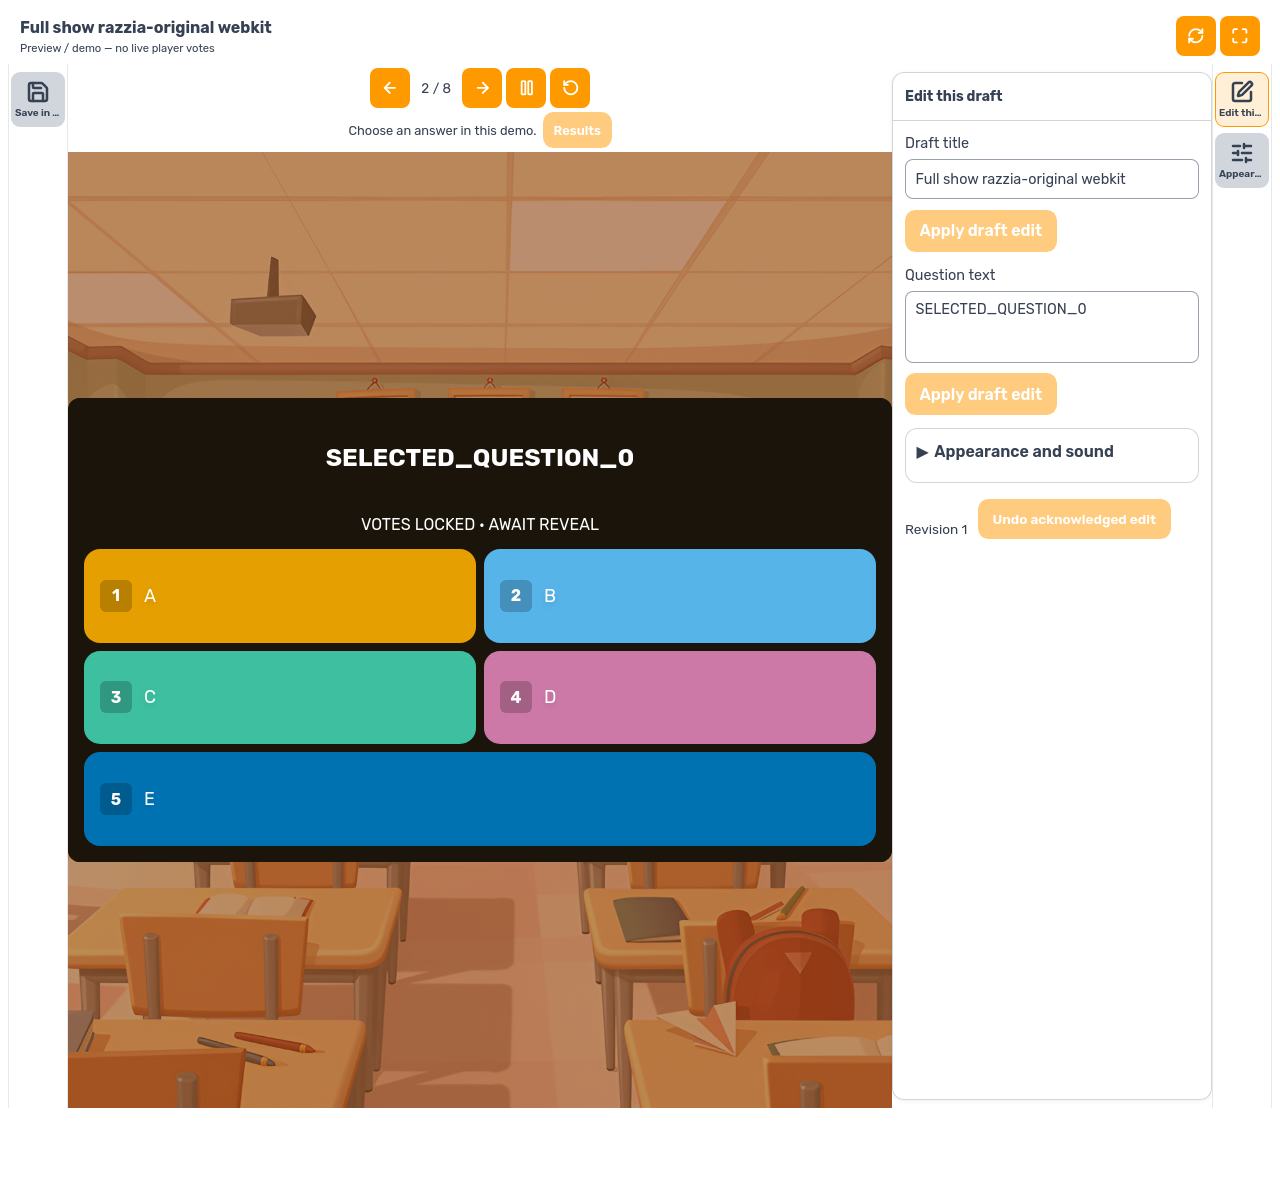 Full show razzia-original webkit
Preview / demo — no live player votes
Save in ...
2 / 8
Choose an answer in this demo.
Results
SELECTED_QUESTION_0
VOTES LOCKED • AWAIT REVEAL
1 A
2 B
3 C
4 D
5 E
Edit this draft
Draft title
Full show razzia-original webkit
Apply draft edit
Question text
SELECTED_QUESTION_0
Apply draft edit
▶ Appearance and sound
Revision 1
Undo acknowledged edit
Edit thi...
Appear...